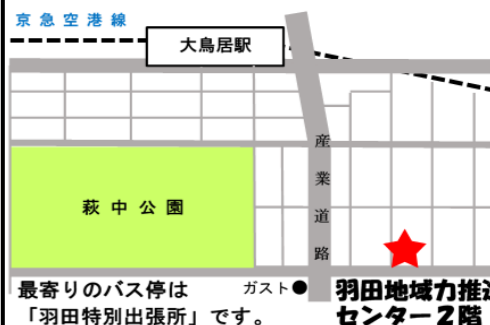 京急空港線
大鳥居駅
産業道路
萩中公園
最寄りのバス停は
「羽田特別出張所」です。
ガスト
羽田地域力推進
センター2階